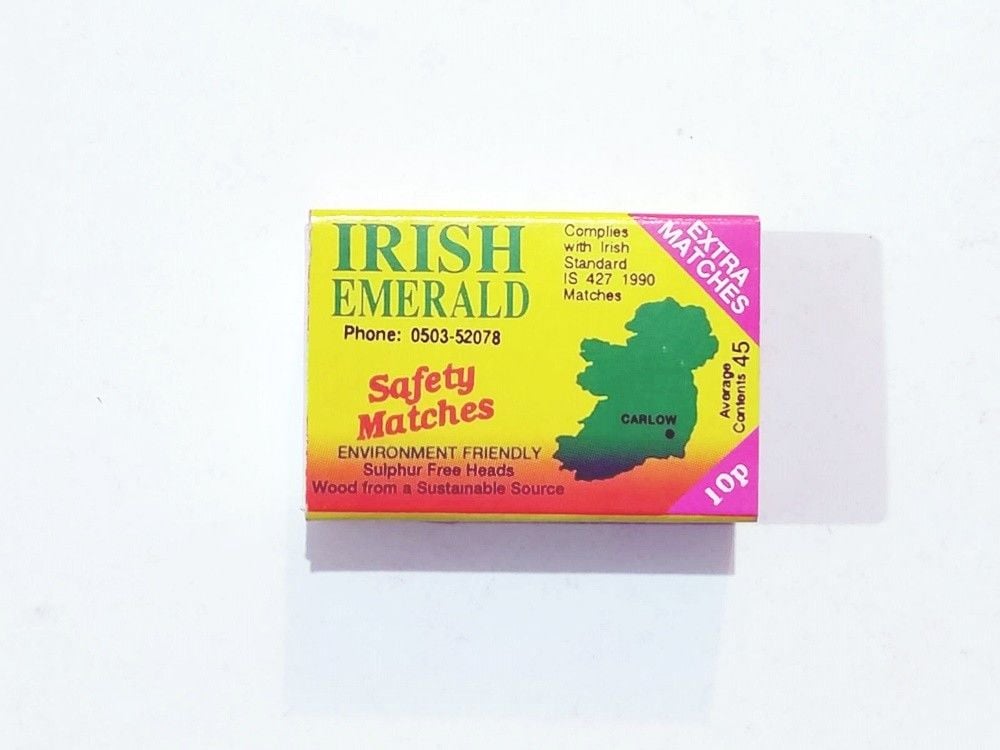 IRISH
EMERALD
Phone: 0503-52078
Safety
Matches
ENVIRONMENT FRIENDLY
Sulphur Free Heads
Wood from a Sustainable Source
Complies
with Irish
Standard
IS 427 1990
Matches
EXTRA
MATCHES
CARLOW
Average
Contents 45
10p